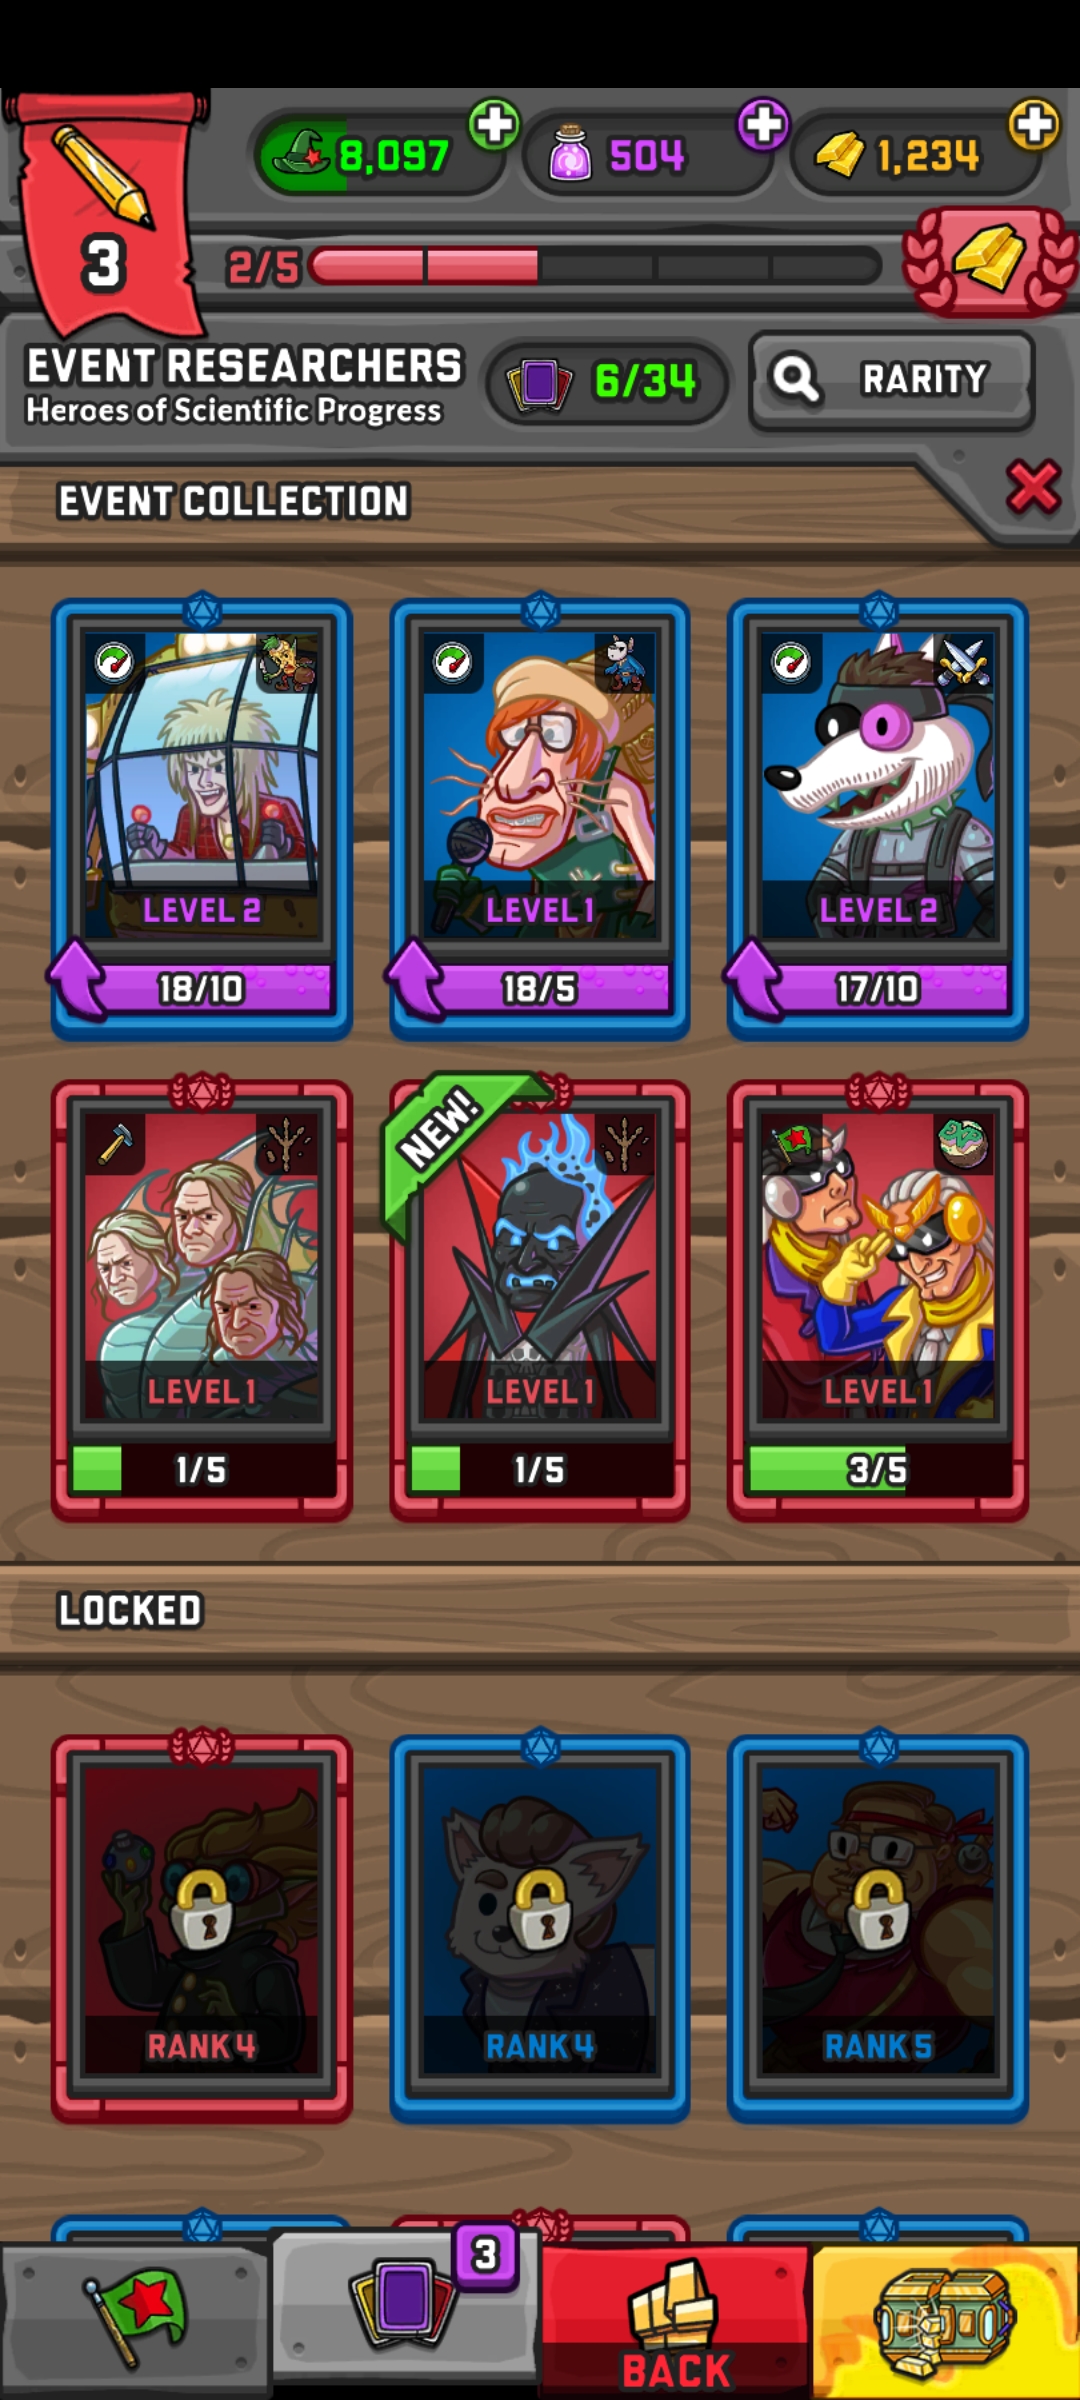 8,097
504
1,234
3
2/5
EVENT RESEARCHERS
Heroes of Scientific Progress
6/34
RARITY
EVENT COLLECTION
LEVEL 2
LEVEL 1
LEVEL 2
18/10
18/5
17/10
NEW!
EXP
LEVEL 1
LEVEL 1
LEVEL 1
1/5
1/5
3/5
LOCKED
RANK 4
RANK 4
RANK 5
3
BACK